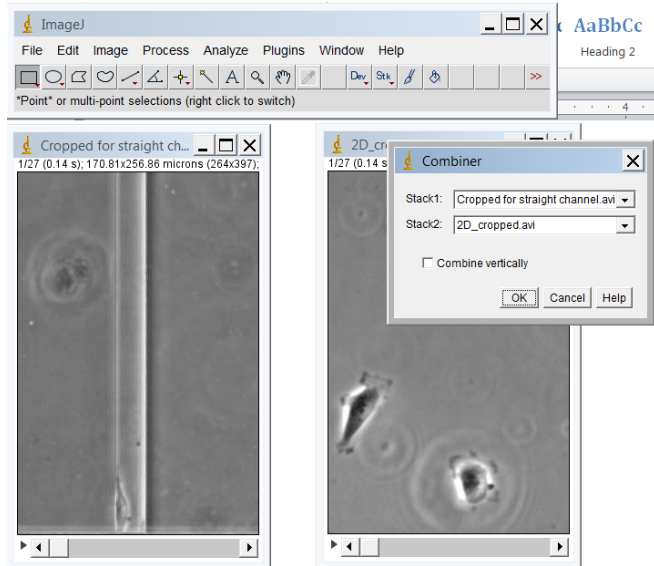 ImageJ
File Edit Image Process Analyze Plugins Window Help
A Dev Stk >>
*Point* or multi-point selections (right click to switch)
AaBbCc
Heading 2
4
Cropped for straight ch...
1/27 (0.14 s); 170.81x256.86 microns (264x397);
2D_cr
1/27 (0.14 s
Combiner
Stack1: Cropped for straight channel.avi
Stack2: 2D_cropped.avi
Combine vertically
OK Cancel Help